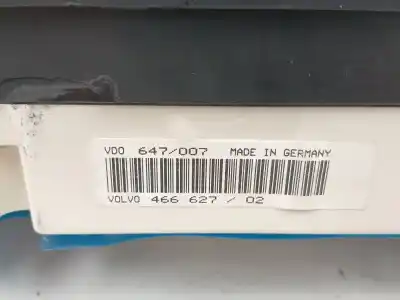 VDO 647/007 MADE IN GERMANY
VOLVO 466 627 / 02